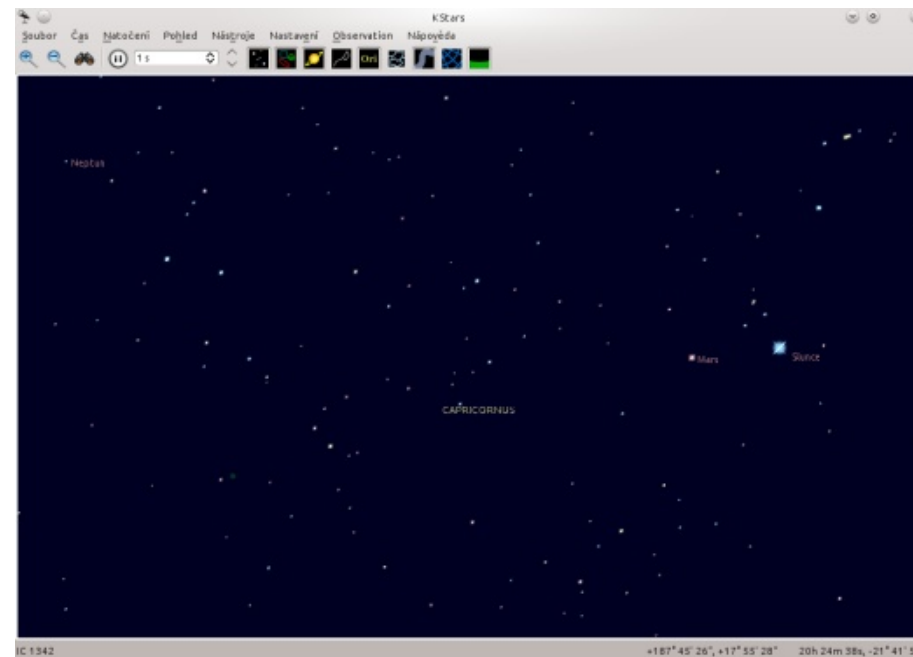 KStars
Soubor Čas Natočení Pohled Nástroje Nastavení Observation Nápověda
1 s
Ori
Neptun
Mars
Slunce
CAPRICORNUS
IC 1342 +187° 45' 26", +17° 55' 28" 20h 24m 38s, -21° 41'